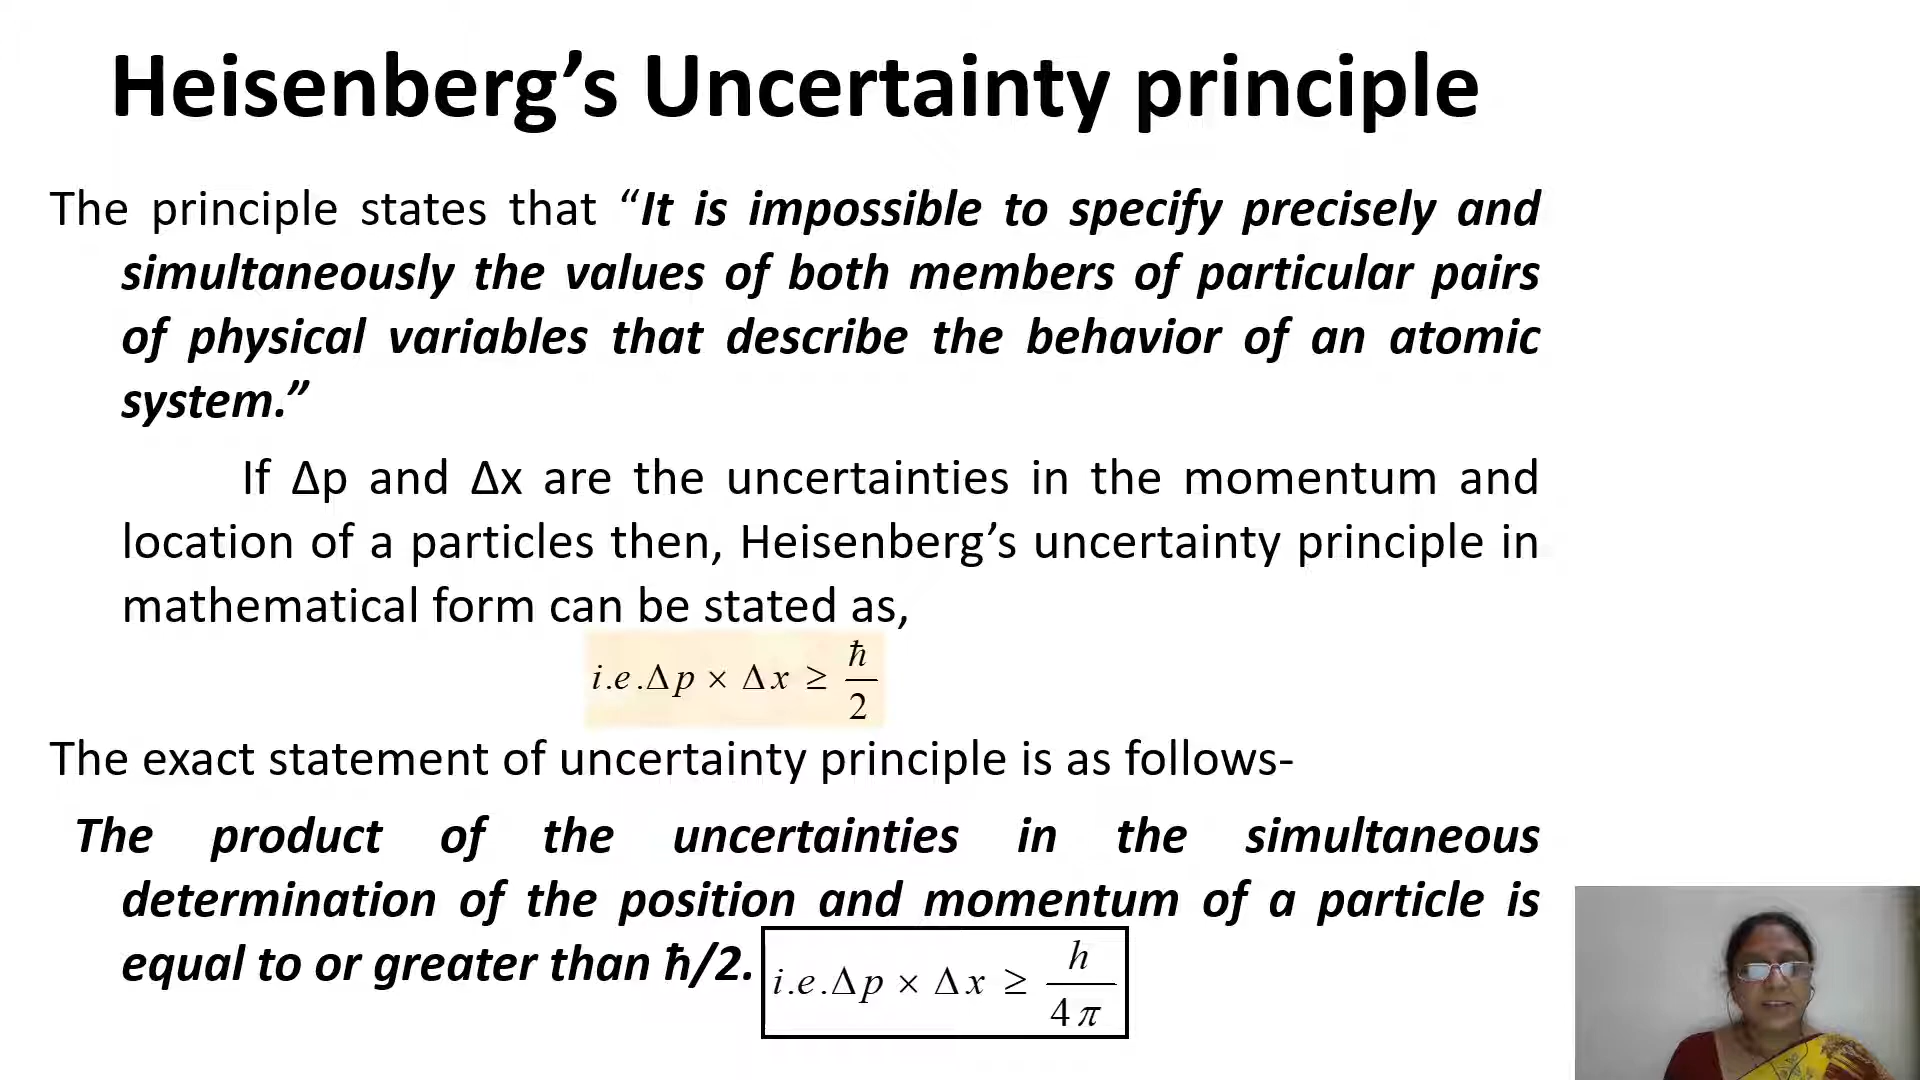 Heisenberg’s Uncertainty principle
The principle states that “It is impossible to specify precisely and
simultaneously the values of both members of particular pairs
of physical variables that describe the behavior of an atomic
system.”
If Δp and Δx are the uncertainties in the momentum and
location of a particles then, Heisenberg’s uncertainty principle in
mathematical form can be stated as,
i.e.Δp × Δx ≥ ħ/2
The exact statement of uncertainty principle is as follows-
The product of the uncertainties in the simultaneous
determination of the position and momentum of a particle is
equal to or greater than ħ/2.
i.e.Δp × Δx ≥ h/4π